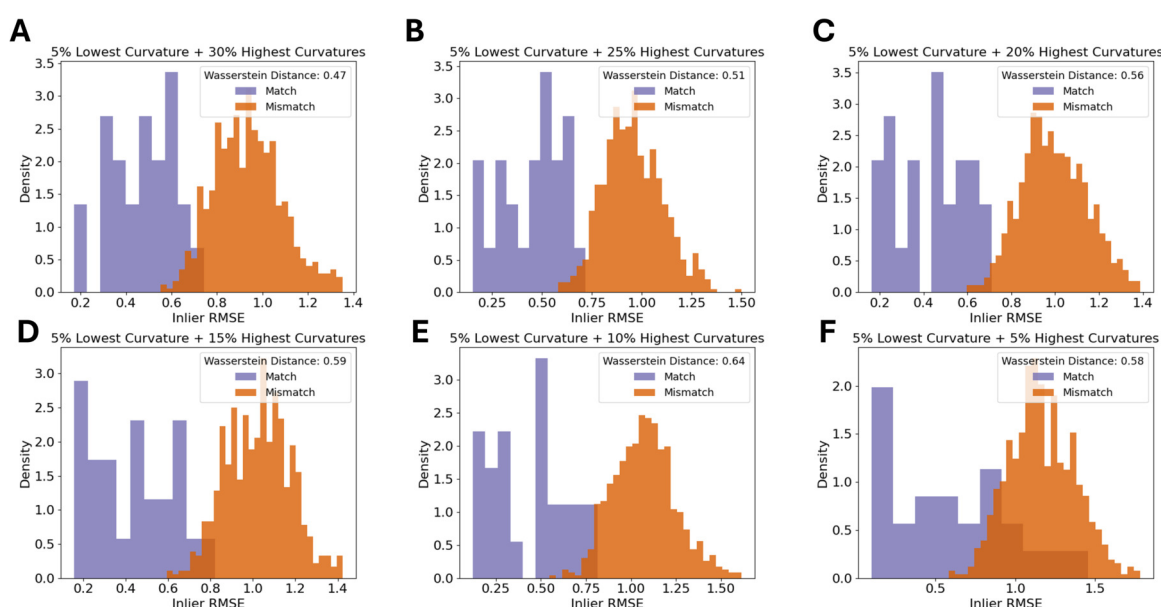 A
5% Lowest Curvature + 30% Highest Curvatures
Wasserstein Distance: 0.47
Match
Mismatch
Density
3.5
3.0
2.5
2.0
1.5
1.0
0.5
0.0
0.2 0.4 0.6 0.8 1.0 1.2 1.4
Inlier RMSE
B
5% Lowest Curvature + 25% Highest Curvatures
Wasserstein Distance: 0.51
Match
Mismatch
Density
3.5
3.0
2.5
2.0
1.5
1.0
0.5
0.0
0.25 0.50 0.75 1.00 1.25 1.50
Inlier RMSE
C
5% Lowest Curvature + 20% Highest Curvatures
Wasserstein Distance: 0.56
Match
Mismatch
Density
3.5
3.0
2.5
2.0
1.5
1.0
0.5
0.0
0.2 0.4 0.6 0.8 1.0 1.2 1.4
Inlier RMSE
D
5% Lowest Curvature + 15% Highest Curvatures
Wasserstein Distance: 0.59
Match
Mismatch
Density
3.0
2.5
2.0
1.5
1.0
0.5
0.0
0.2 0.4 0.6 0.8 1.0 1.2 1.4
Inlier RMSE
E
5% Lowest Curvature + 10% Highest Curvatures
Wasserstein Distance: 0.64
Match
Mismatch
Density
4.0
3.5
3.0
2.5
2.0
1.5
1.0
0.5
0.0
0.25 0.50 0.75 1.00 1.25 1.50
Inlier RMSE
F
5% Lowest Curvature + 5% Highest Curvatures
Wasserstein Distance: 0.58
Match
Mismatch
Density
2.0
1.5
1.0
0.5
0.0
0.5 1.0 1.5
Inlier RMSE